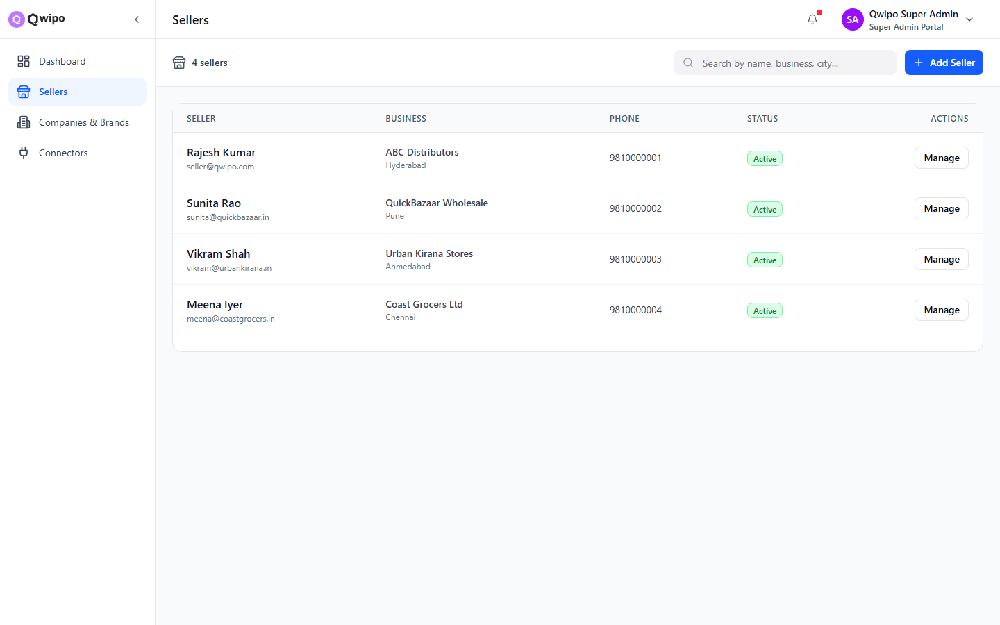 Qwipo
Sellers
SA
Qwipo Super Admin
Super Admin Portal
Dashboard
Sellers
Companies & Brands
Connectors
4 sellers
Search by name, business, city...
Add Seller
SELLER BUSINESS PHONE STATUS ACTIONS
Rajesh Kumar
seller@qwipo.com
ABC Distributors
Hyderabad
9810000001
Active
Manage
Sunita Rao
sunita@quickbazaar.in
QuickBazaar Wholesale
Pune
9810000002
Active
Manage
Vikram Shah
vikram@urbankirana.in
Urban Kirana Stores
Ahmedabad
9810000003
Active
Manage
Meena Iyer
meena@coastgrocers.in
Coast Grocers Ltd
Chennai
9810000004
Active
Manage